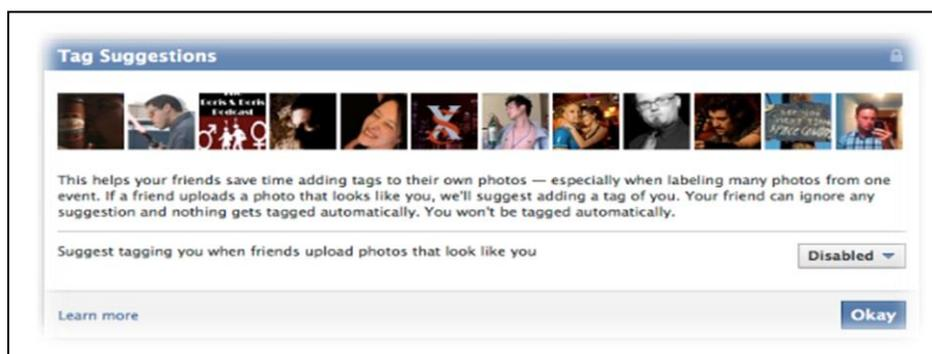 Tag Suggestions
Doris & Doris
Podcast
This helps your friends save time adding tags to their own photos — especially when labeling many photos from one
event. If a friend uploads a photo that looks like you, we'll suggest adding a tag of you. Your friend can ignore any
suggestion and nothing gets tagged automatically. You won't be tagged automatically.
Suggest tagging you when friends upload photos that look like you
Disabled
Learn more
Okay